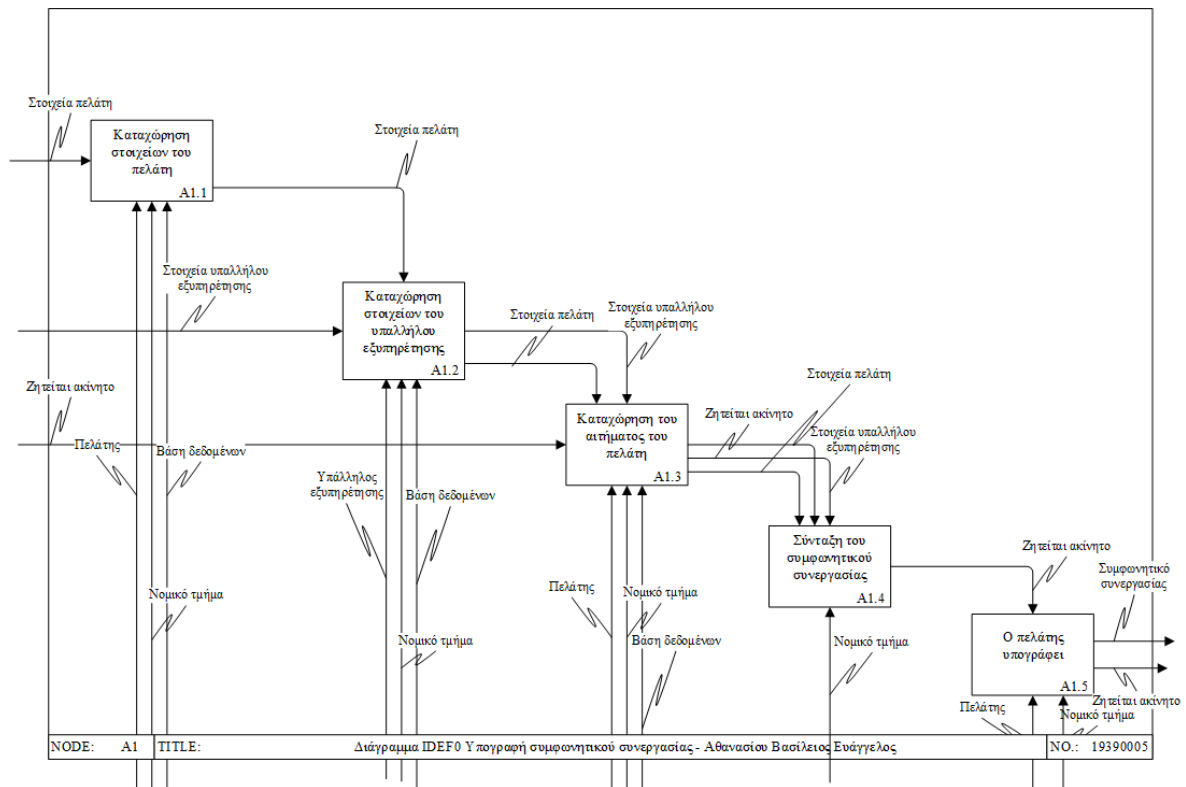 Στοιχεία πελάτη
Καταχώρηση
στοιχείων του
πελάτη
A1.1
Στοιχεία πελάτη
Στοιχεία υπαλλήλου
εξυπηρέτησης
Καταχώρηση
στοιχείων του
υπαλλήλου
εξυπηρέτησης
A1.2
Στοιχεία πελάτη
Στοιχεία υπαλλήλου
εξυπηρέτησης
Ζητείται ακίνητο
Πελάτης
Βάση δεδομένων
Νομικό τμήμα
Υπάλληλος
εξυπηρέτησης
Βάση δεδομένων
Νομικό τμήμα
Καταχώρηση του
αιτήματος του
πελάτη
A1.3
Στοιχεία πελάτη
Ζητείται ακίνητο
Στοιχεία υπαλλήλου
εξυπηρέτησης
Πελάτης
Νομικό τμήμα
Βάση δεδομένων
Σύνταξη του
συμφωνητικού
συνεργασίας
A1.4
Νομικό τμήμα
Ζητείται ακίνητο
Συμφωνητικό
συνεργασίας
Ο πελάτης
υπογράφει
A1.5
Ζητείται ακίνητο
Πελάτης
Νομικό τμήμα
NODE: A1 TITLE: Διάγραμμα IDEF0 Υπογραφή συμφωνητικού συνεργασίας - Αθανασίου Βασίλειος Ευάγγελος NO.: 19390005